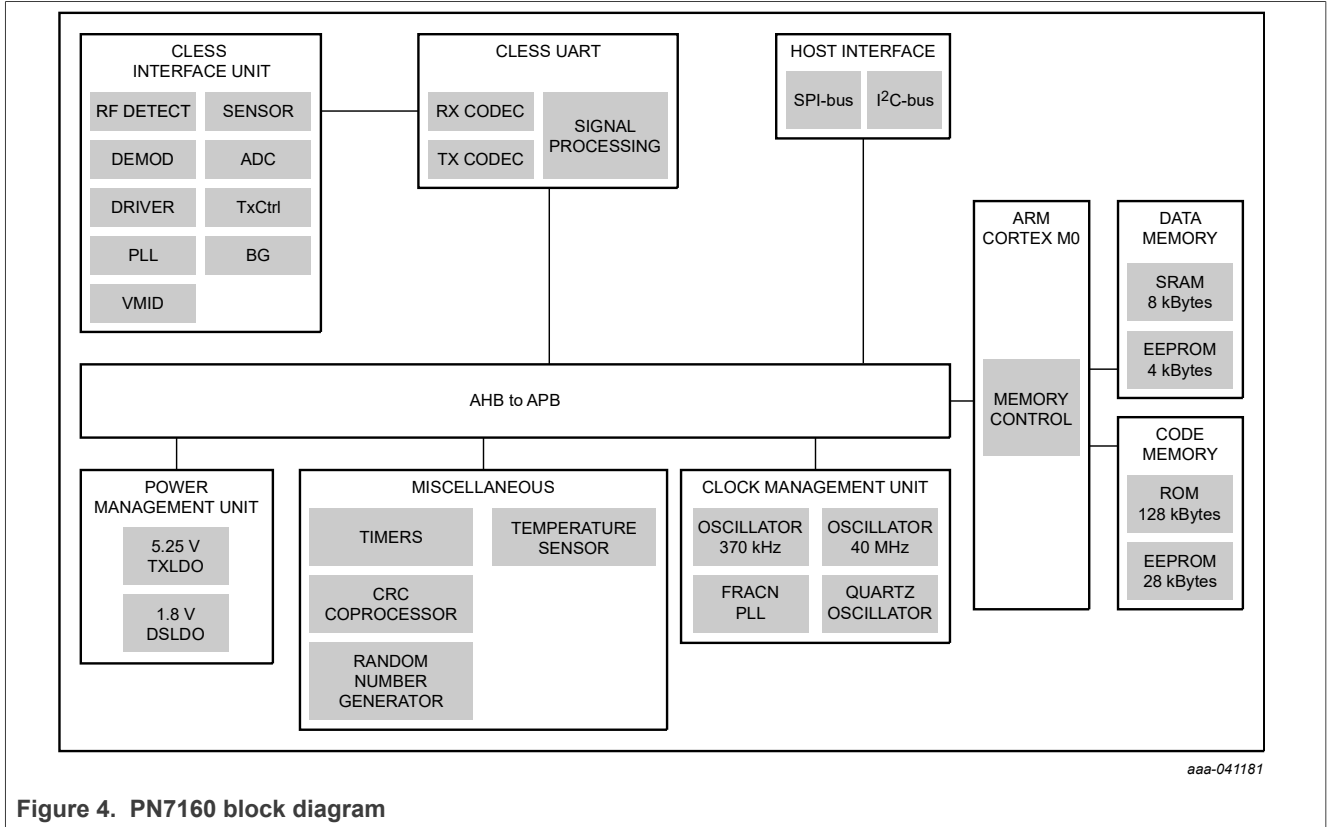 CLESS
INTERFACE UNIT
RF DETECT
SENSOR
DEMOD
ADC
DRIVER
TxCtrl
PLL
BG
VMID
CLESS UART
RX CODEC
TX CODEC
SIGNAL
PROCESSING
HOST INTERFACE
SPI-bus
I²C-bus
ARM
CORTEX M0
MEMORY
CONTROL
DATA
MEMORY
SRAM
8 kBytes
EEPROM
4 kBytes
CODE
MEMORY
ROM
128 kBytes
EEPROM
28 kBytes
AHB to APB
POWER
MANAGEMENT UNIT
5.25 V
TXLDO
1.8 V
DSLDO
MISCELLANEOUS
TIMERS
TEMPERATURE
SENSOR
CRC
COPROCESSOR
RANDOM
NUMBER
GENERATOR
CLOCK MANAGEMENT UNIT
OSCILLATOR
370 kHz
OSCILLATOR
40 MHz
FRACN
PLL
QUARTZ
OSCILLATOR
aaa-041181
Figure 4. PN7160 block diagram